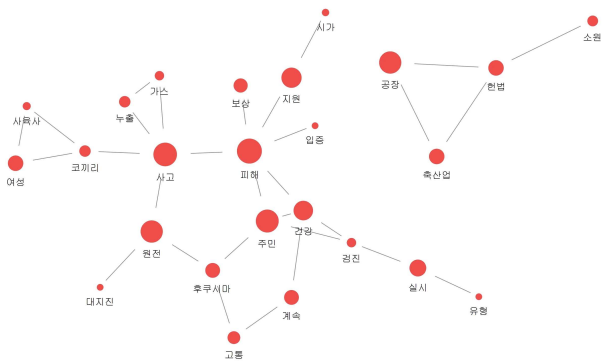 시가
소원
공장
헌법
가스
보상
지원
사육사
누출
입증
여성
코끼리
사고
피해
축산업
원전
주민
건강
검진
대지진
후쿠시마
계속
실시
유형
고통